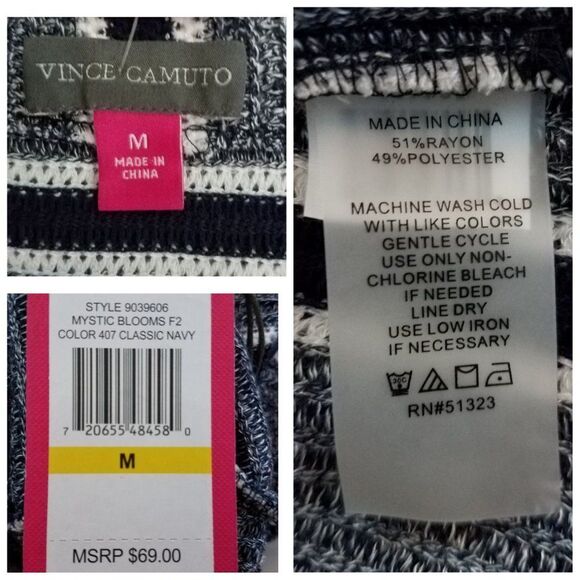 VINCE CAMUTO
M
MADE IN
CHINA
STYLE 9039606
MYSTIC BLOOMS F2
COLOR 407 CLASSIC NAVY
7 20655 48458 0
M
MSRP $69.00
MADE IN CHINA
51%RAYON
49%POLYESTER
MACHINE WASH COLD
WITH LIKE COLORS
GENTLE CYCLE
USE ONLY NON-
CHLORINE BLEACH
IF NEEDED
LINE DRY
USE LOW IRON
IF NECESSARY
30C
RN#51323